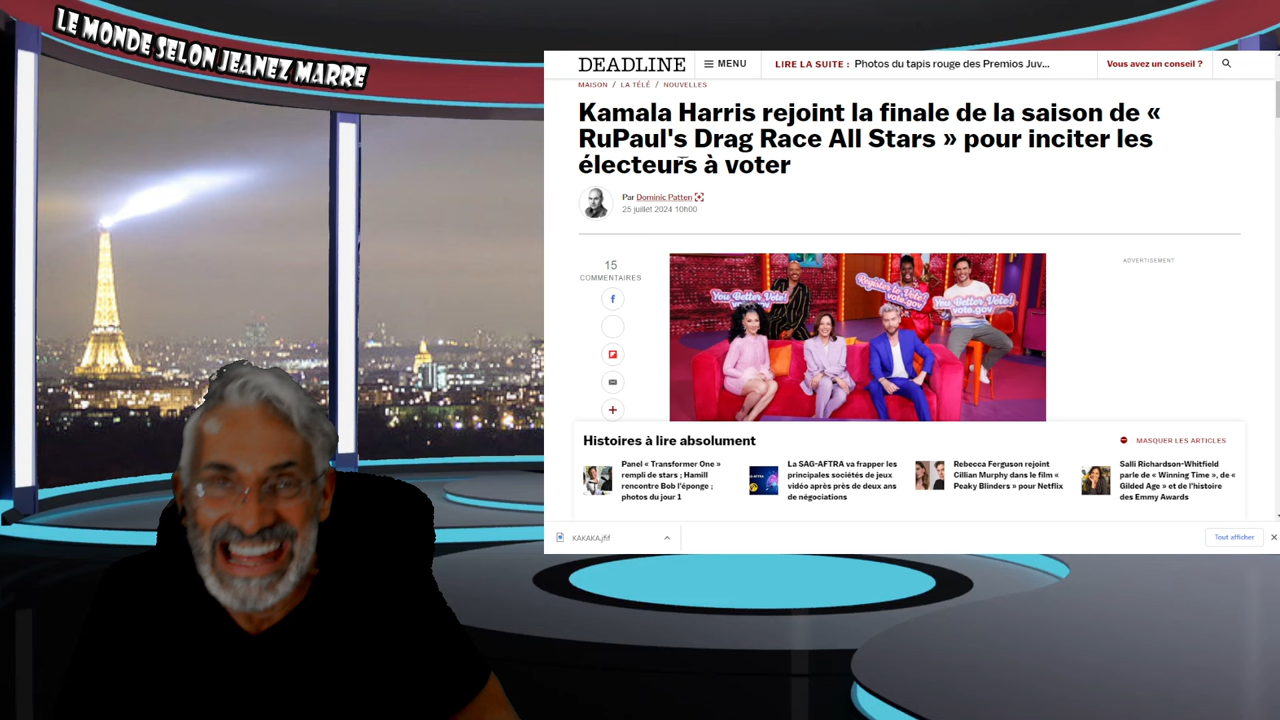 LE MONDE SELON JEANEZ MARRE
DEADLINE
MENU
LIRE LA SUITE : Photos du tapis rouge des Premios Juv...
Vous avez un conseil ?
MAISON / LA TÉLÉ / NOUVELLES
Kamala Harris rejoint la finale de la saison de «
RuPaul's Drag Race All Stars » pour inciter les
électeurs à voter
Par Dominic Patten
25 juillet 2024 10h00
15
COMMENTAIRES
ADVERTISEMENT
You Better Vote!
Register to Vote!
vote.gov
You Better Vote!
vote.gov
Histoires à lire absolument
MASQUER LES ARTICLES
Panel « Transformer One »
rempli de stars ; Hamill
rencontre Bob l'éponge ;
photos du jour 1
La SAG-AFTRA va frapper les
principales sociétés de jeux
vidéo après près de deux ans
de négociations
Rebecca Ferguson rejoint
Cillian Murphy dans le film «
Peaky Blinders » pour Netflix
Salli Richardson-Whitfield
parle de « Winning Time », de «
Gilded Age » et de l'histoire
des Emmy Awards
KAKAKA.jfif
Tout afficher